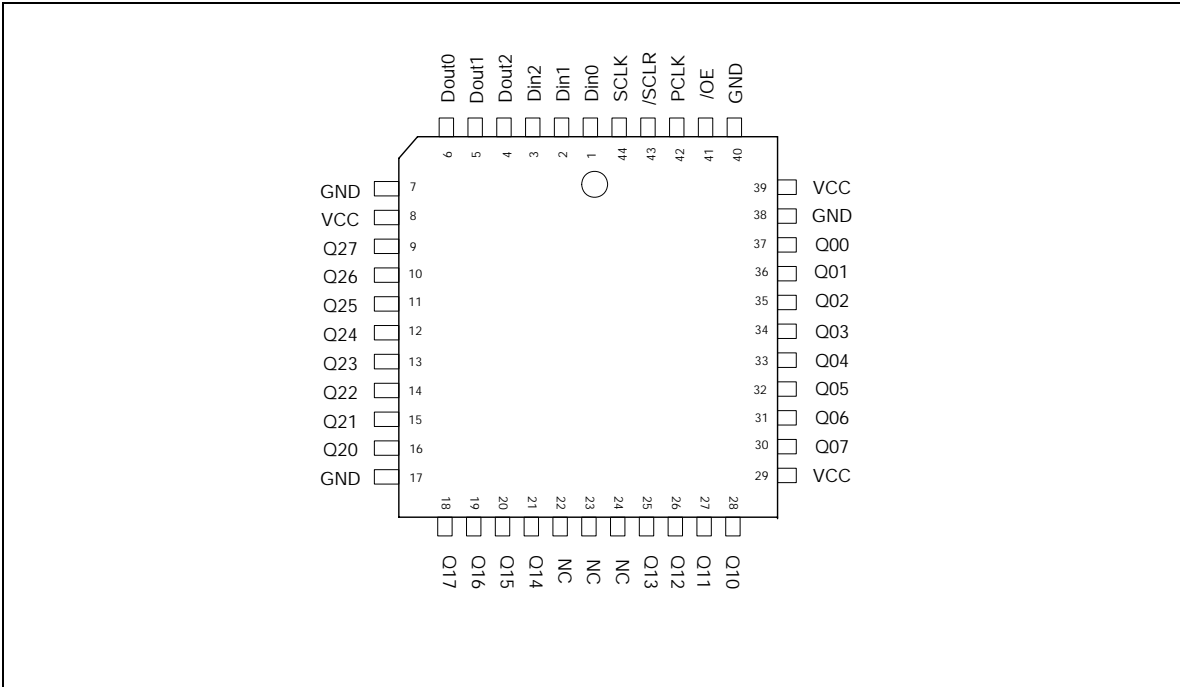 Dout0 Dout1 Dout2 Din2 Din1 Din0 SCLK /SCLR PCLK /OE GND
6 5 4 3 2 1 44 43 42 41 40
GND 7
VCC 8
Q27 9
Q26 10
Q25 11
Q24 12
Q23 13
Q22 14
Q21 15
Q20 16
GND 17
39 VCC
38 GND
37 Q00
36 Q01
35 Q02
34 Q03
33 Q04
32 Q05
31 Q06
30 Q07
29 VCC
18 19 20 21 22 23 24 25 26 27 28
Q17 Q16 Q15 Q14 NC NC NC Q13 Q12 Q11 Q10